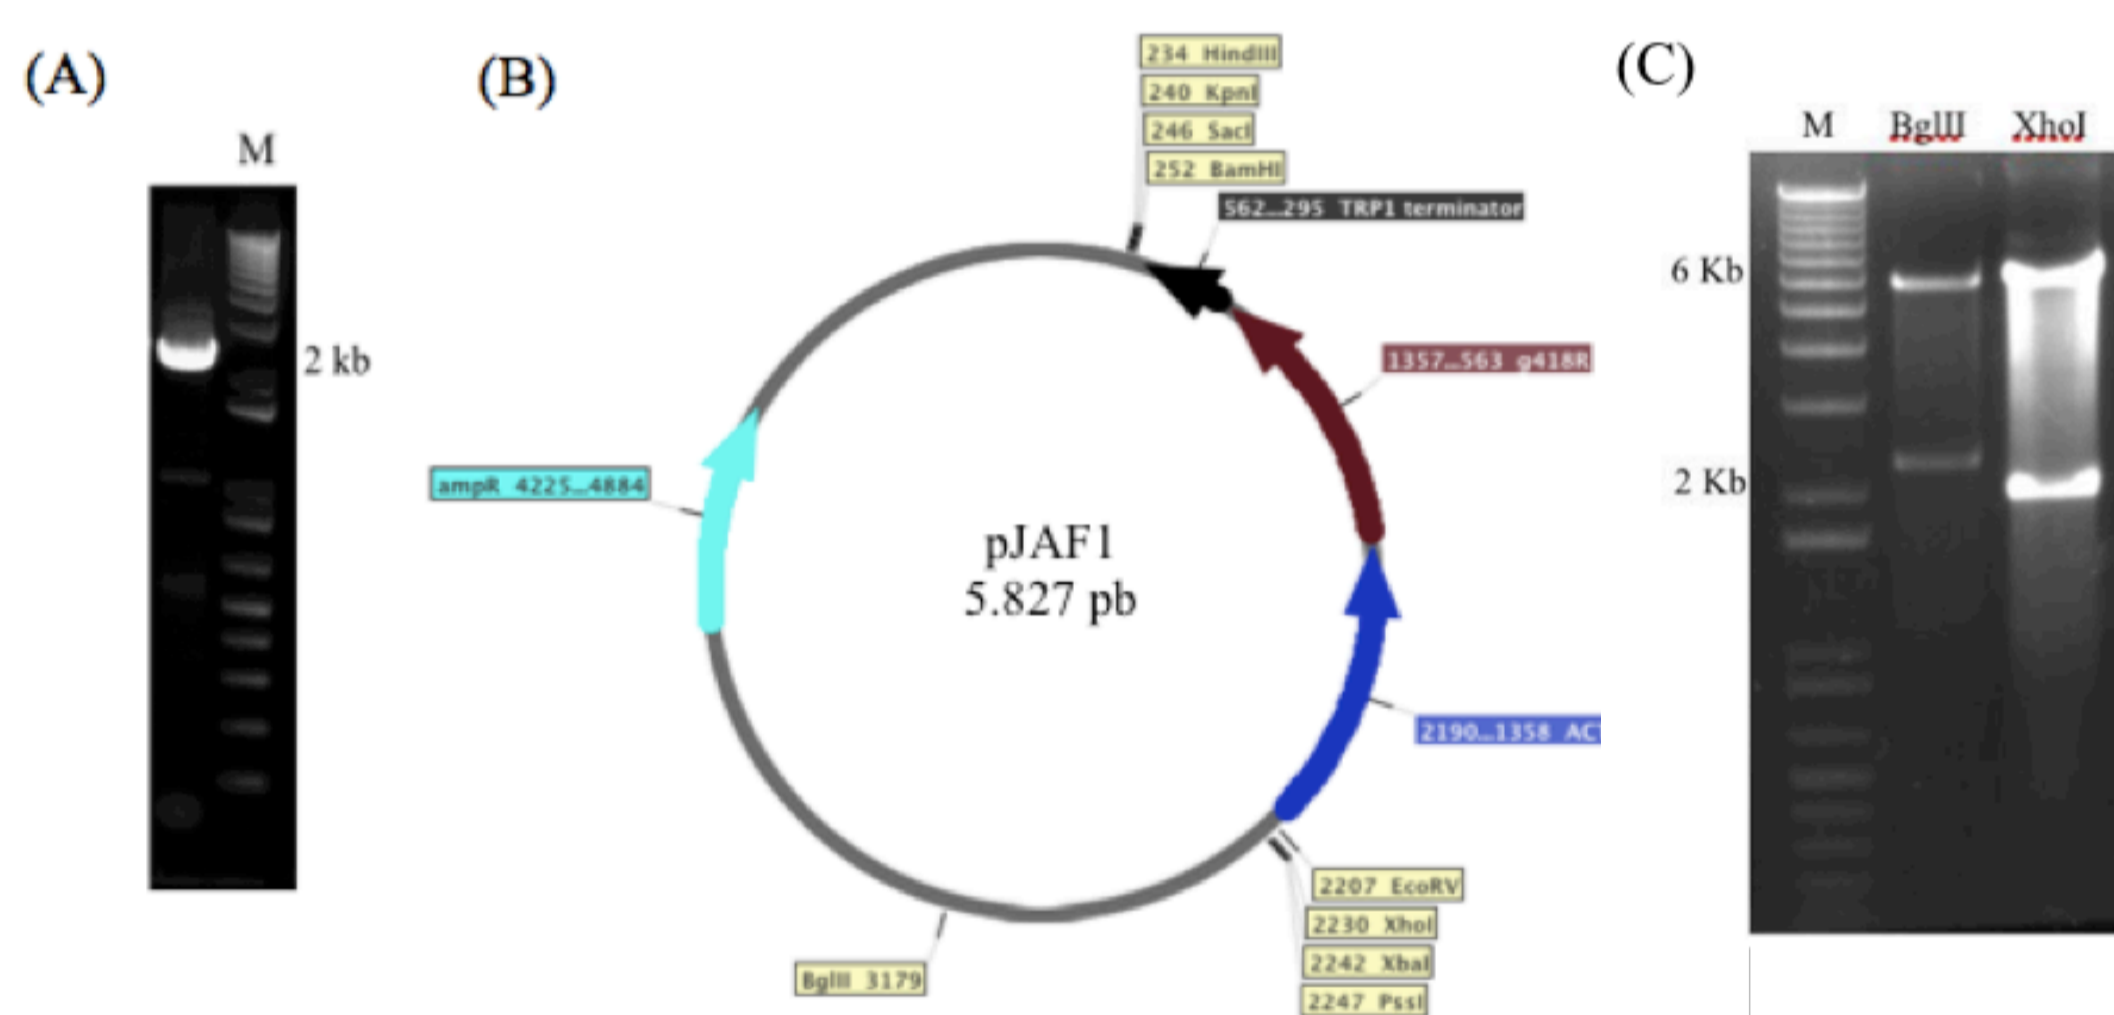 (A)
M
2 kb
(B)
234 HindIII
240 KpnI
246 SacI
252 BamHI
562...295 TRP1 terminator
1357...563 g418R
ampR 4225...4884
pJAF1
5.827 pb
2190...1358 AC
2207 EcoRV
2230 XhoI
2242 XbaI
2247 PssI
BglII 3179
(C)
M BglII XhoI
6 Kb
2 Kb